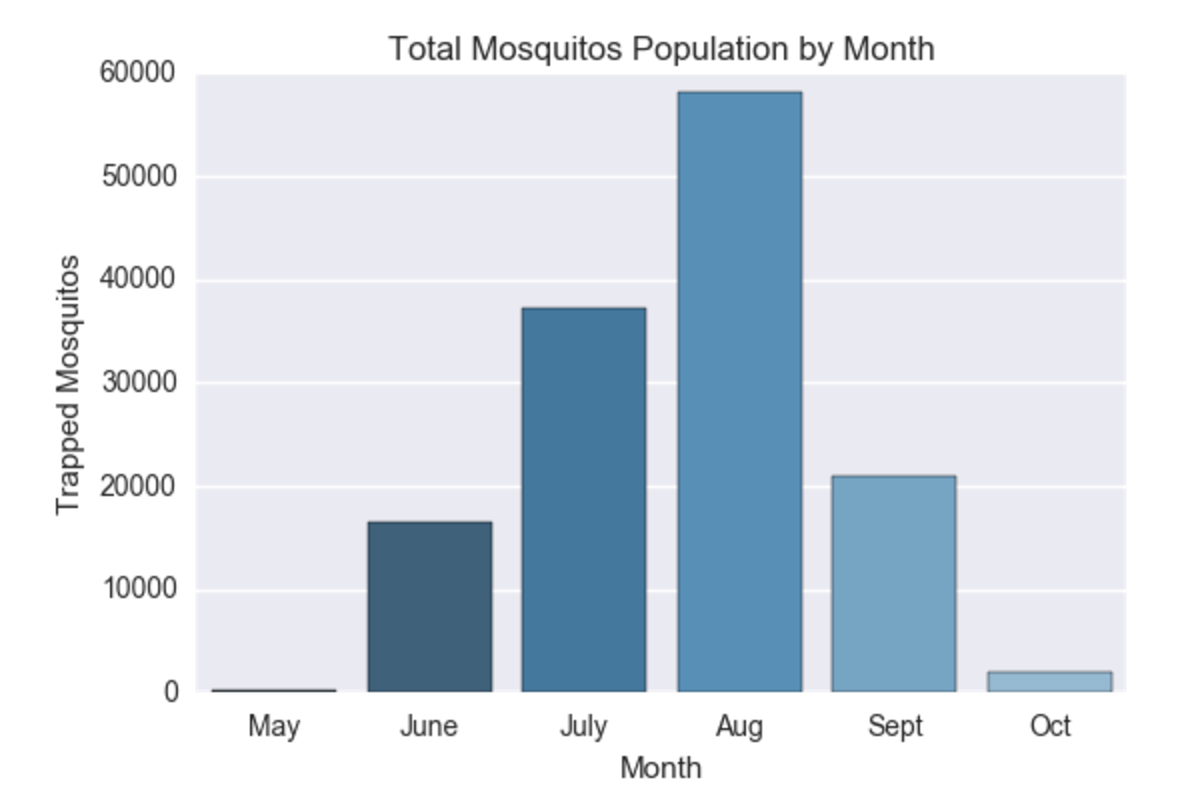 Total Mosquitos Population by Month
60000
50000
40000
30000
20000
10000
0
Trapped Mosquitos
May June July Aug Sept Oct
Month